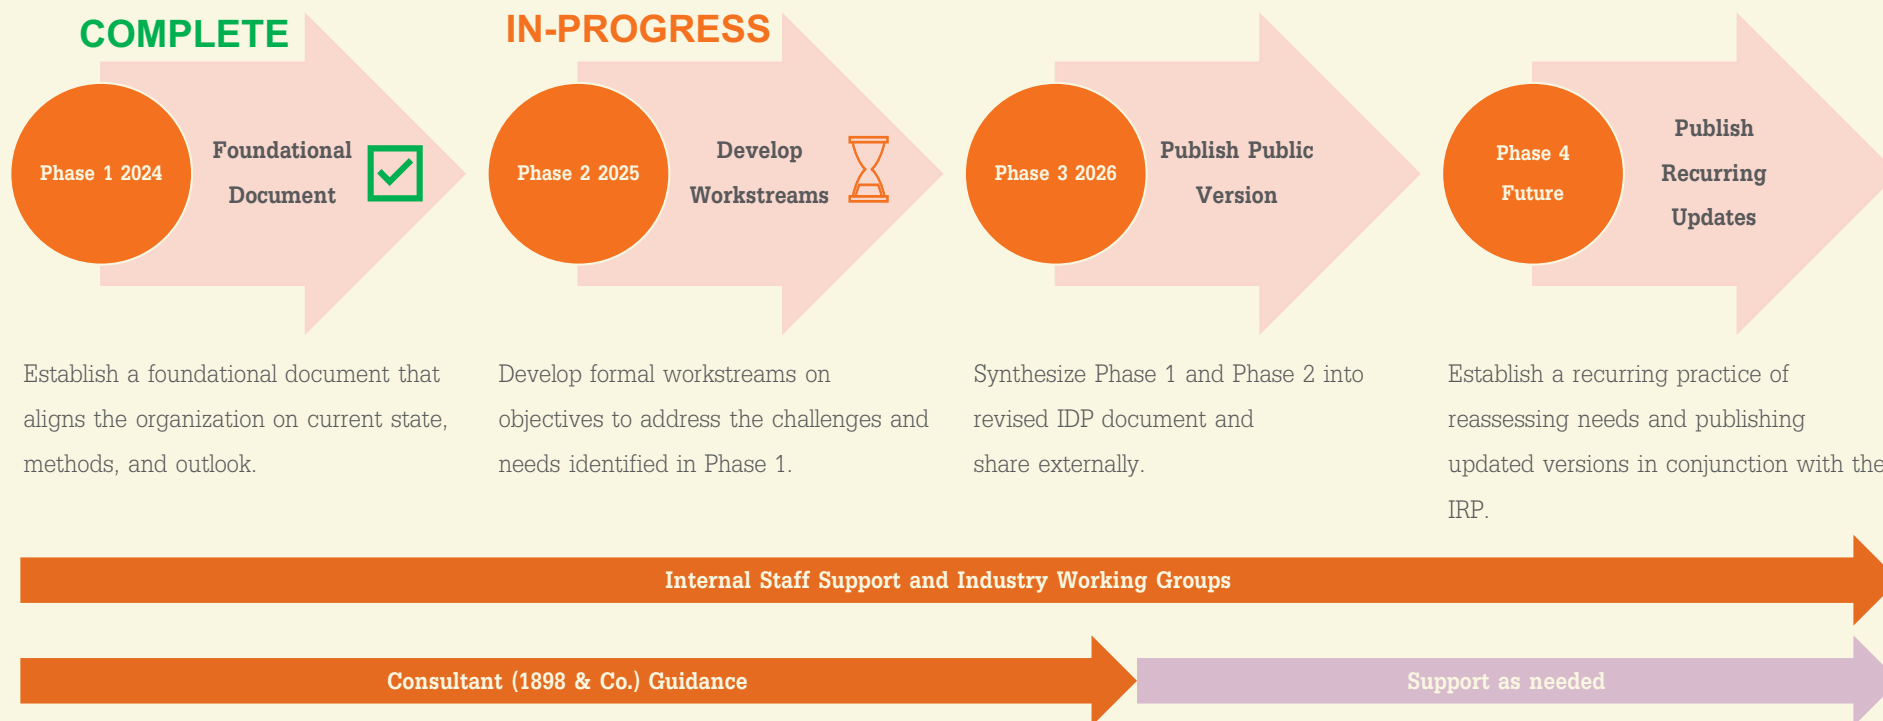 COMPLETE
IN-PROGRESS
Phase 1 2024
Foundational
Document
Phase 2 2025
Develop
Workstreams
Phase 3 2026
Publish Public
Version
Phase 4
Future
Publish
Recurring
Updates
Establish a foundational document that
aligns the organization on current state,
methods, and outlook.
Develop formal workstreams on
objectives to address the challenges and
needs identified in Phase 1.
Synthesize Phase 1 and Phase 2 into
revised IDP document and
share externally.
Establish a recurring practice of
reassessing needs and publishing
updated versions in conjunction with the
IRP.
Internal Staff Support and Industry Working Groups
Consultant (1898 & Co.) Guidance
Support as needed